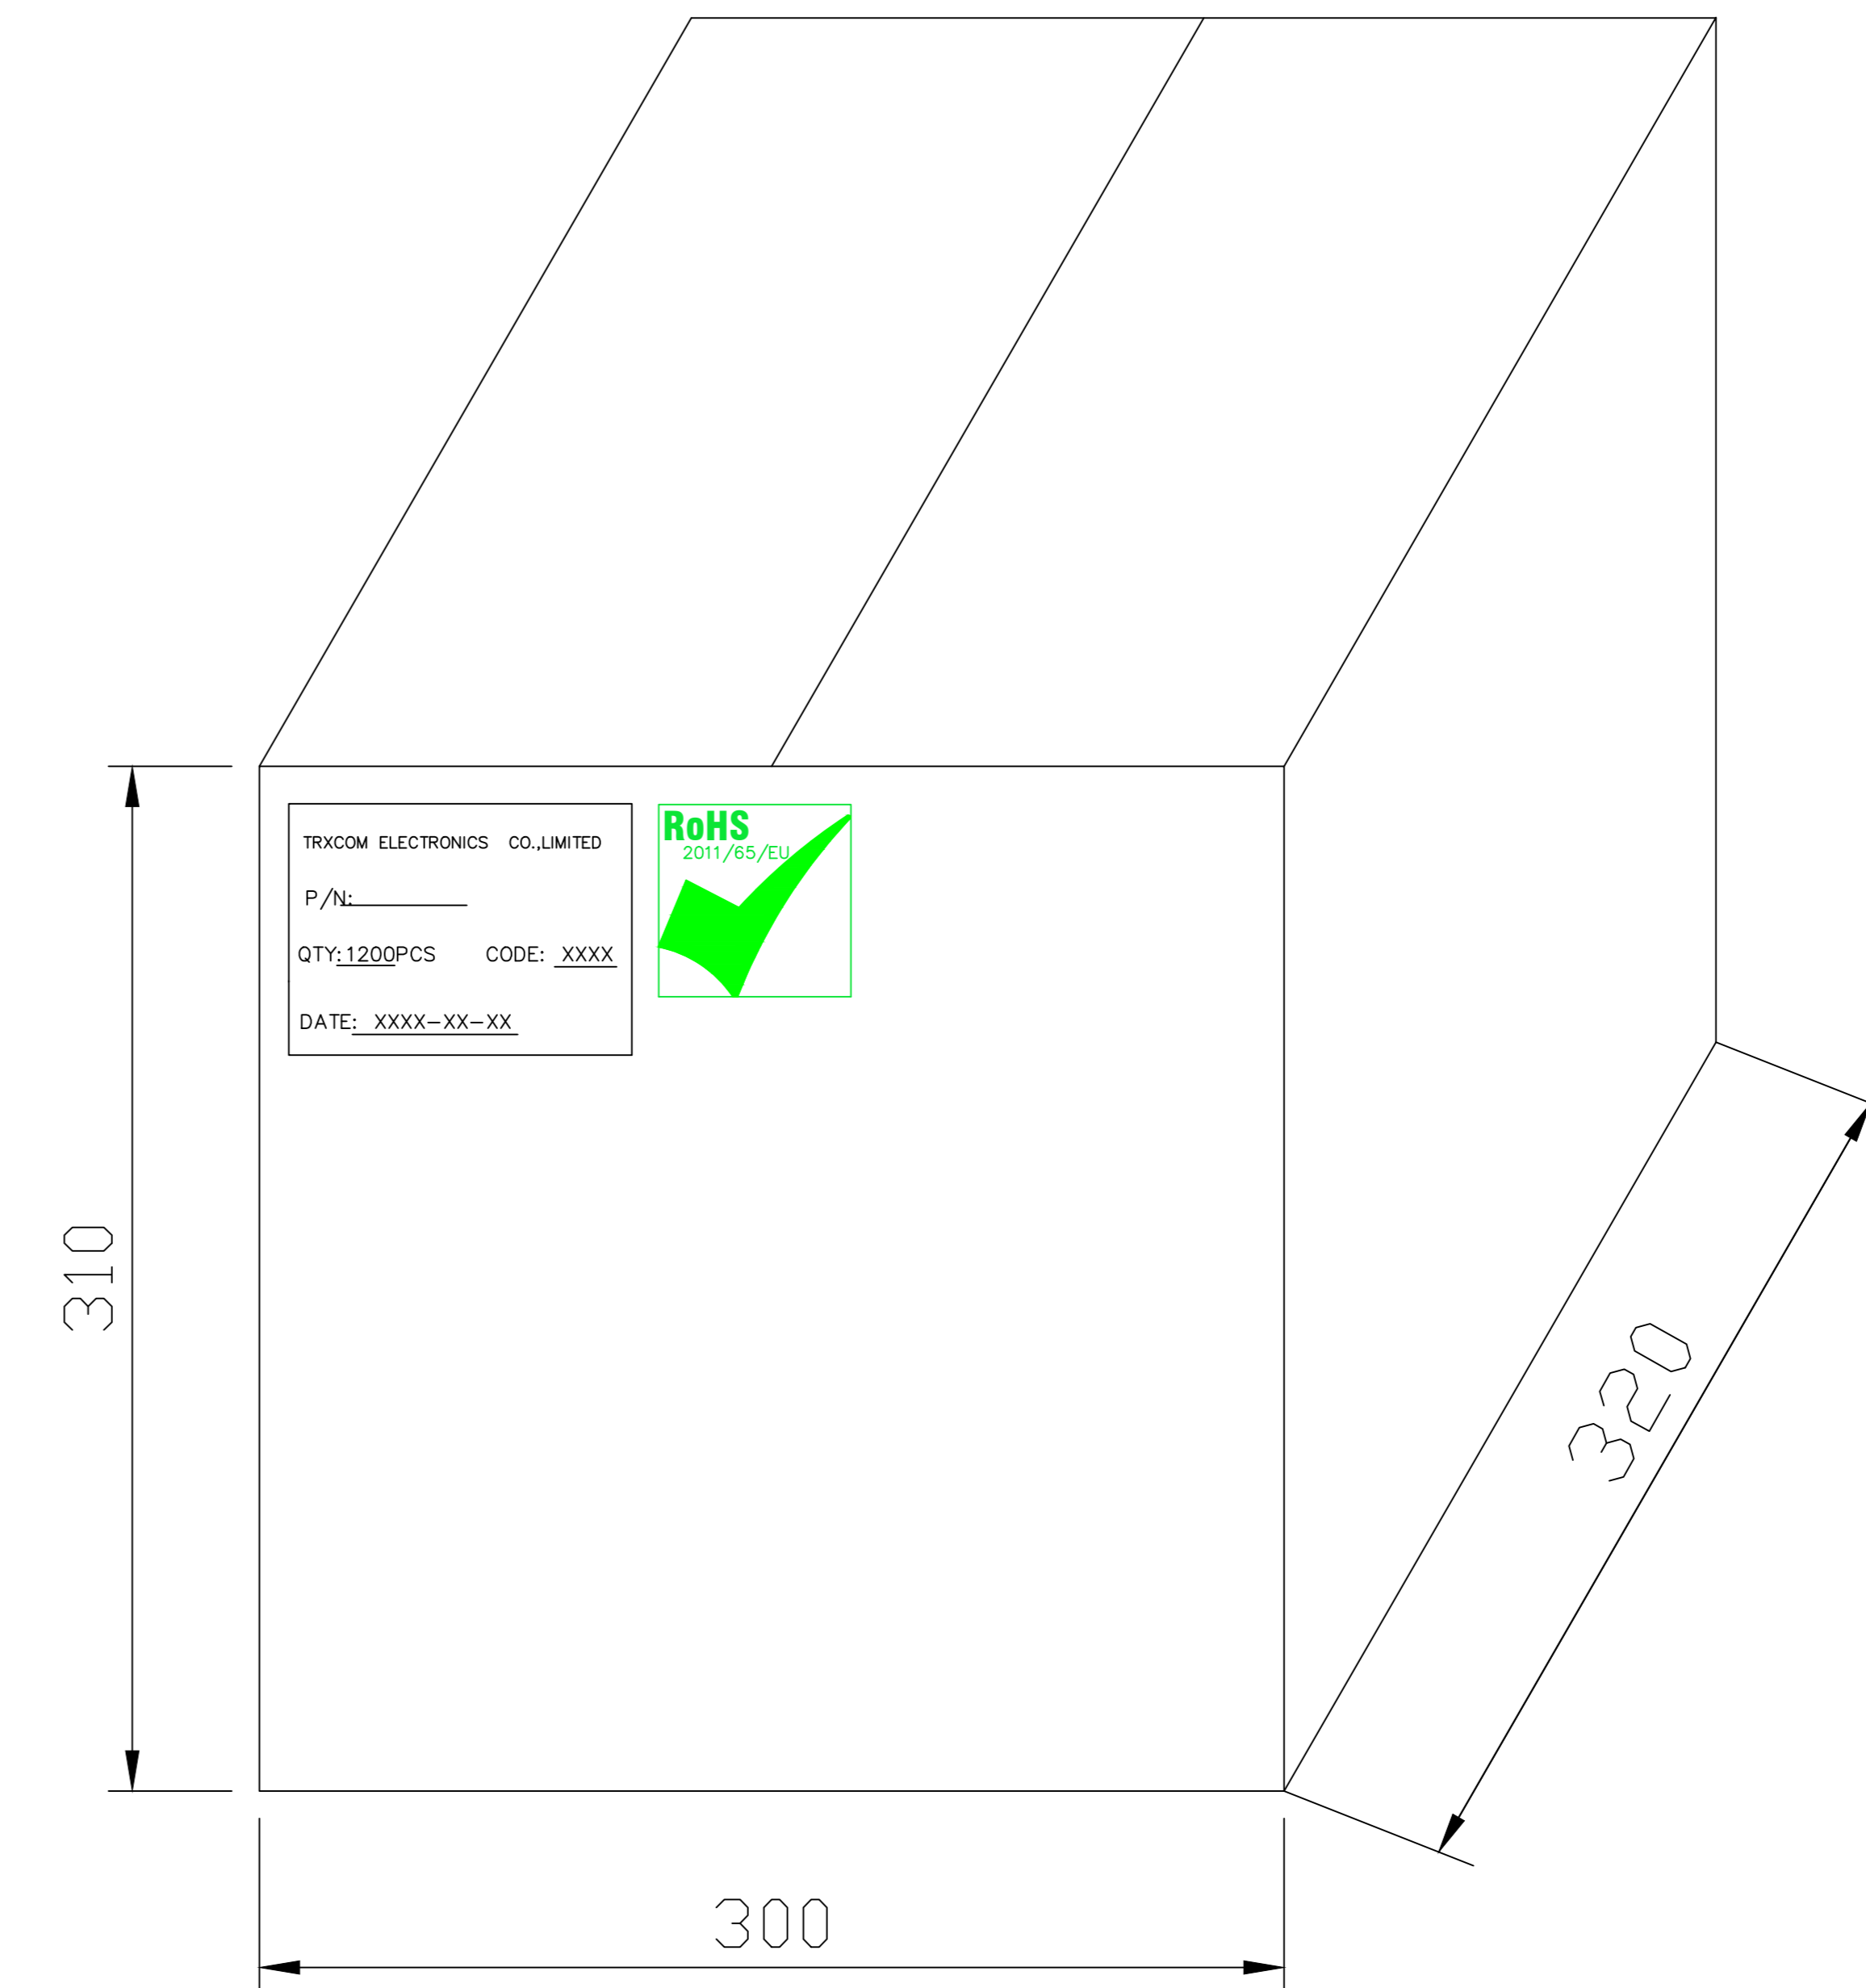 TRXCOM ELECTRONICS CO.,LIMITED
P/N:
QTY: 1200PCS CODE: XXXX
DATE: XXXX-XX-XX
RoHS
2011/65/EU
310
320
300